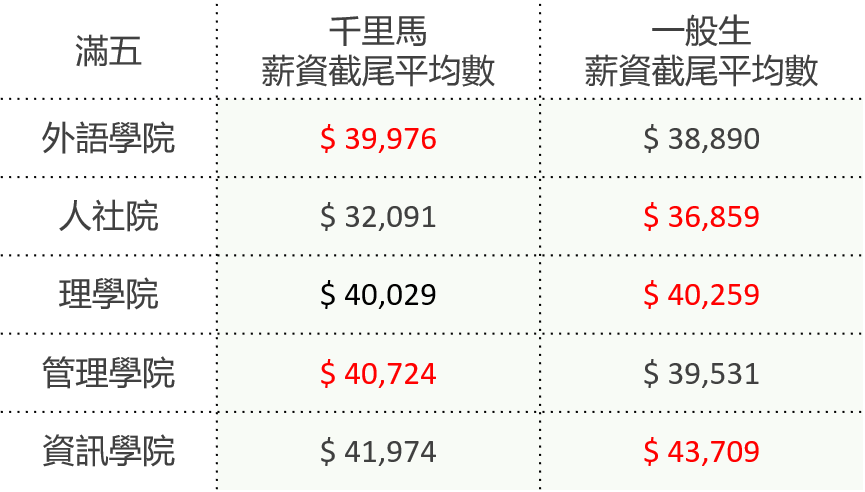 滿五
千里馬
薪資截尾平均數
一般生
薪資截尾平均數
外語學院 $ 39,976 $ 38,890
人社院 $ 32,091 $ 36,859
理學院 $ 40,029 $ 40,259
管理學院 $ 40,724 $ 39,531
資訊學院 $ 41,974 $ 43,709